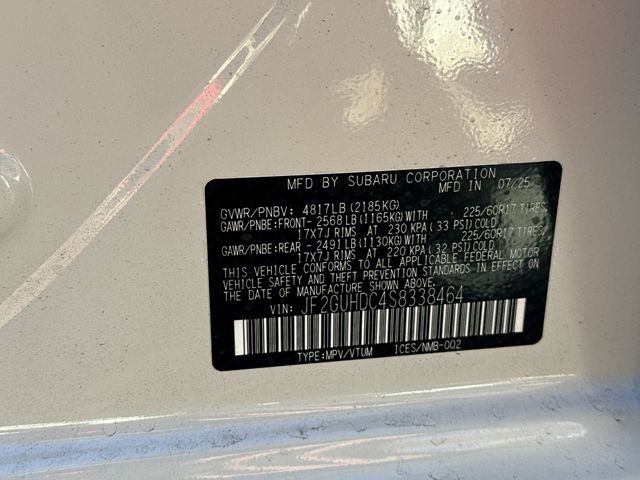 MFD BY SUBARU CORPORATION IN 07/25
GVWR/PNBV: 4817LB (2185KG)
GAWR/PNBE:FRONT- 2568LB (1165KG)WITH 225/60R17 TIRES
17X7J RIMS AT 230 KPA (33 PSI)COLD
GAWR/PNBE:REAR - 2491LB (1130KG)WITH 225/60R17 TIRES
17X7J RIMS AT 220 KPA (32 PSI)COLD
THIS VEHICLE CONFORMS TO ALL APPLICABLE FEDERAL MOTOR
VEHICLE SAFETY AND THEFT PREVENTION STANDARDS IN EFFECT
ON THE DATE OF MANUFACTURE SHOWN ABOVE.
VIN: JF2GUHDC4S8338464
TYPE:MPV/VTUM ICES/NMB-002